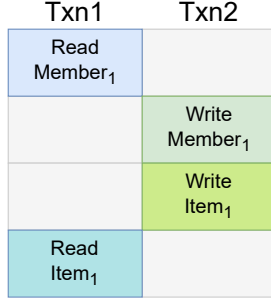 Txn1 Txn2
Read
Member₁
Write
Member₁
Write
Item₁
Read
Item₁